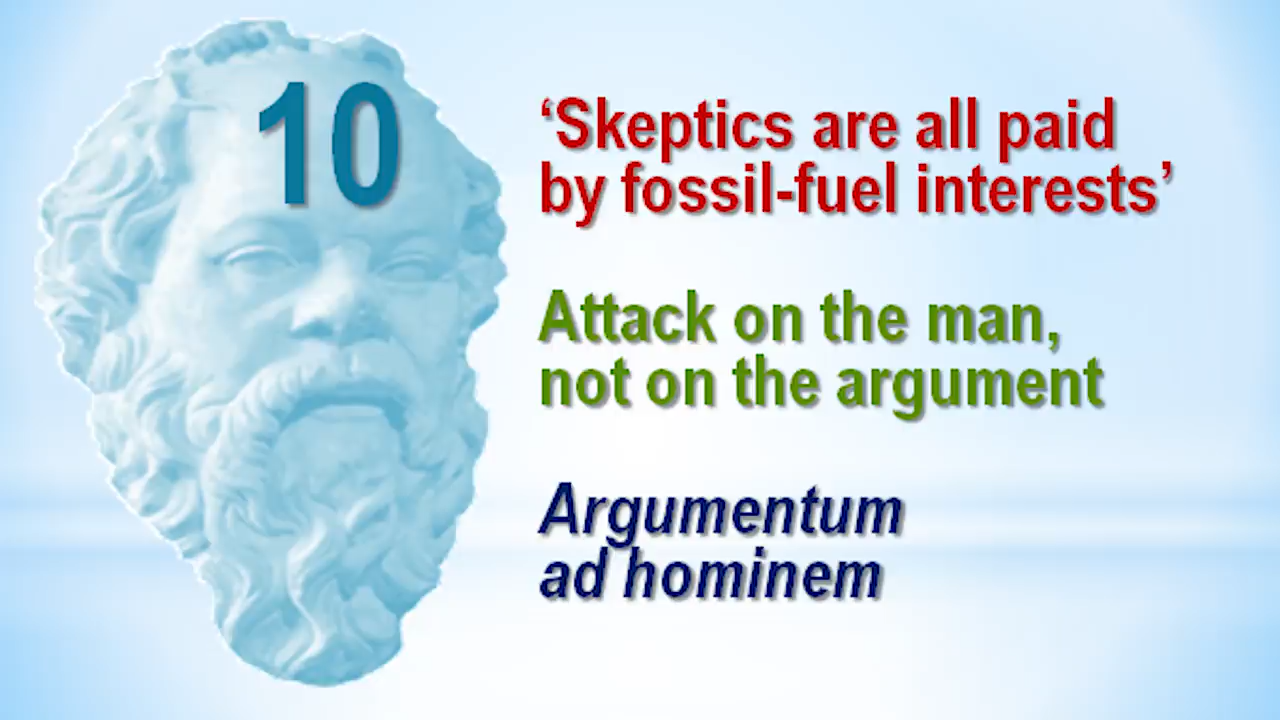 10
‘Skeptics are all paid
by fossil-fuel interests’
Attack on the man,
not on the argument
Argumentum
ad hominem